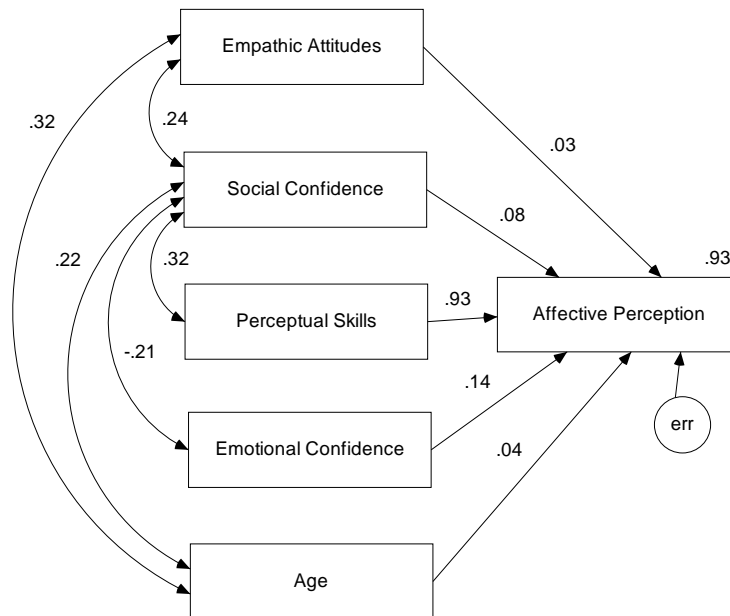 Empathic Attitudes
.32
.24
.03
Social Confidence
.08
.22
.32
.93
Perceptual Skills
.93
Affective Perception
-.21
.14
Emotional Confidence
err
.04
Age